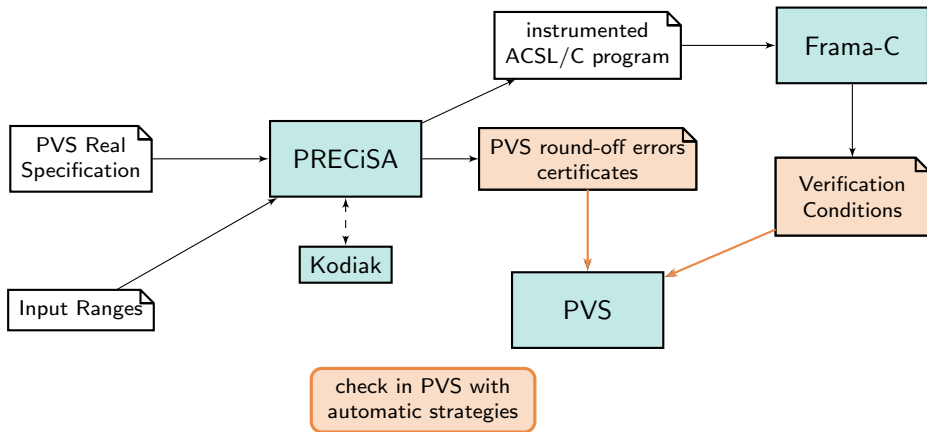 instrumented
ACSL/C program
Frama-C
PVS Real
Specification
PRECiSA
PVS round-off errors
certificates
Verification
Conditions
Kodiak
Input Ranges
PVS
check in PVS with
automatic strategies